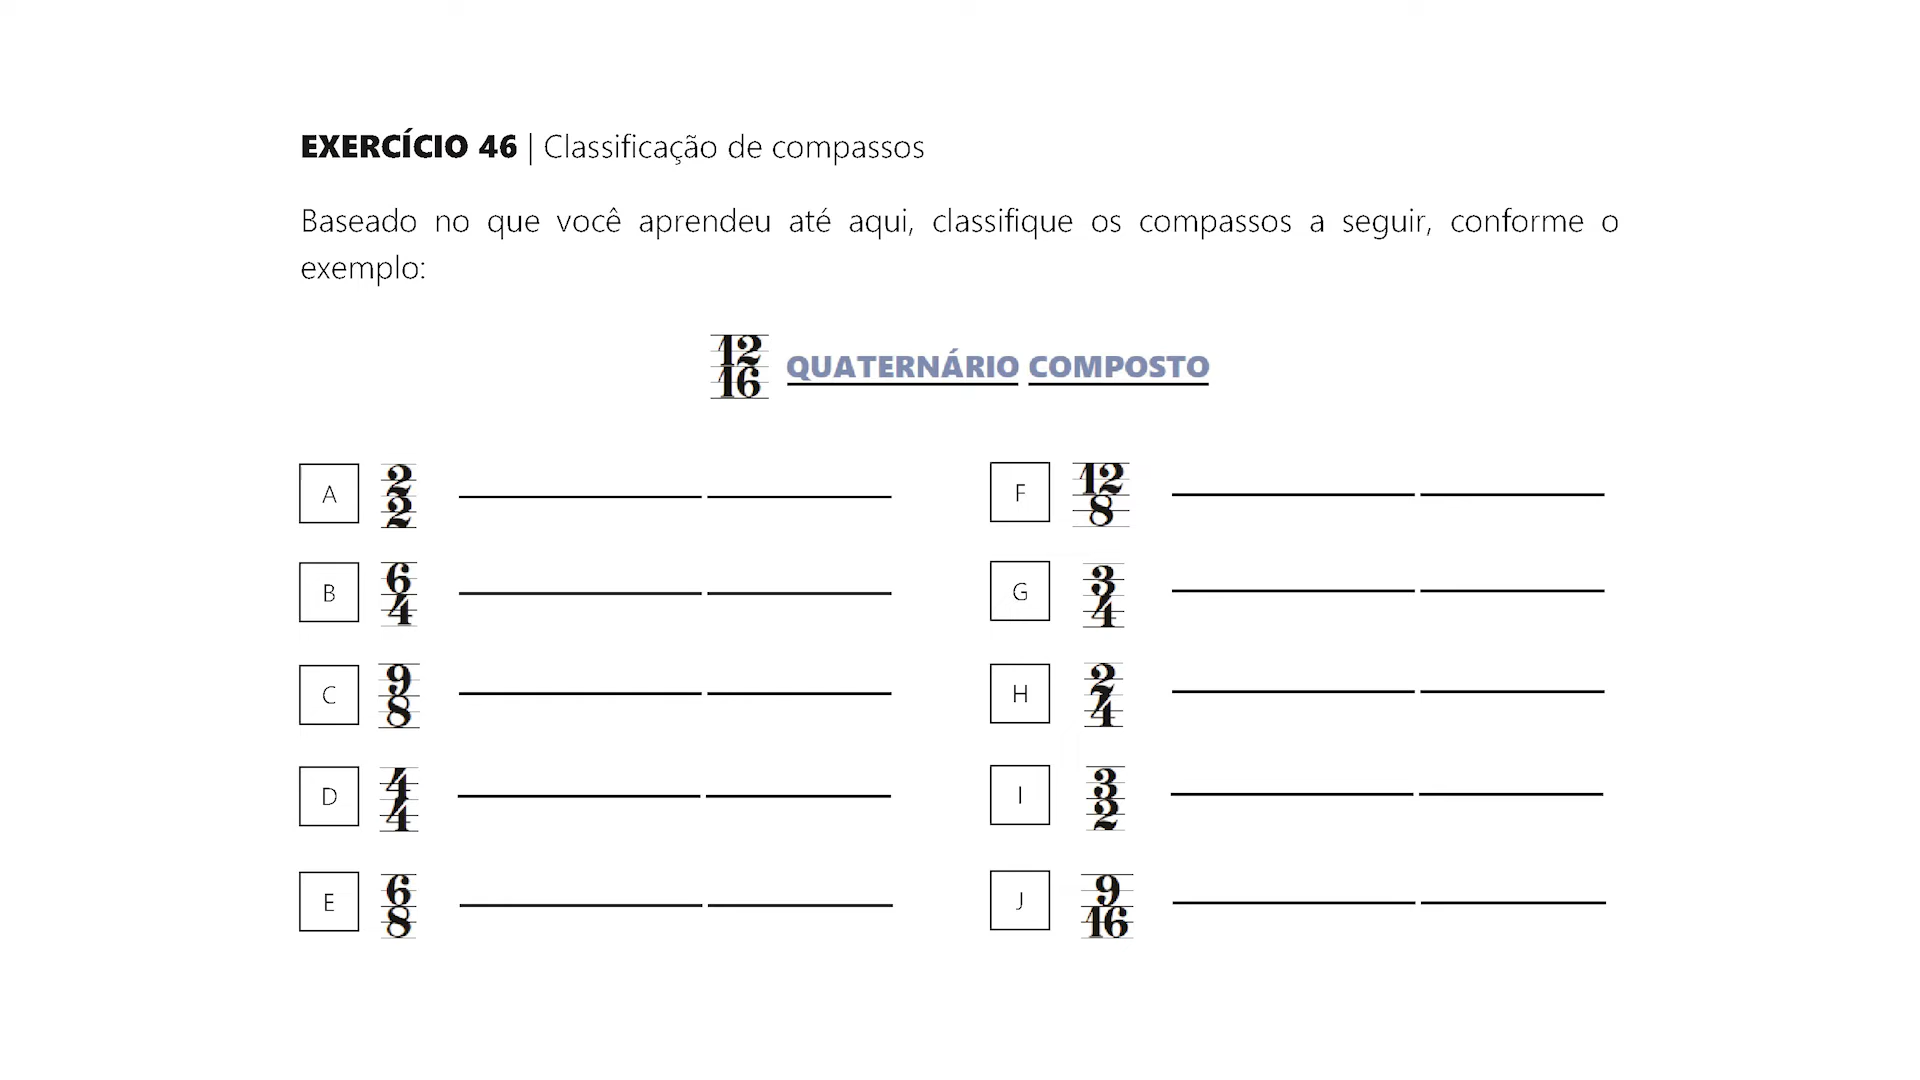 EXERCÍCIO 46 | Classificação de compassos
Baseado no que você aprendeu até aqui, classifique os compassos a seguir, conforme o
exemplo:
12
16 QUATERNÁRIO COMPOSTO
A 2
2
B 6
4
C 9
8
D 4
4
E 6
8
F 12
8
G 3
4
H 2
4
I 3
2
J 9
16